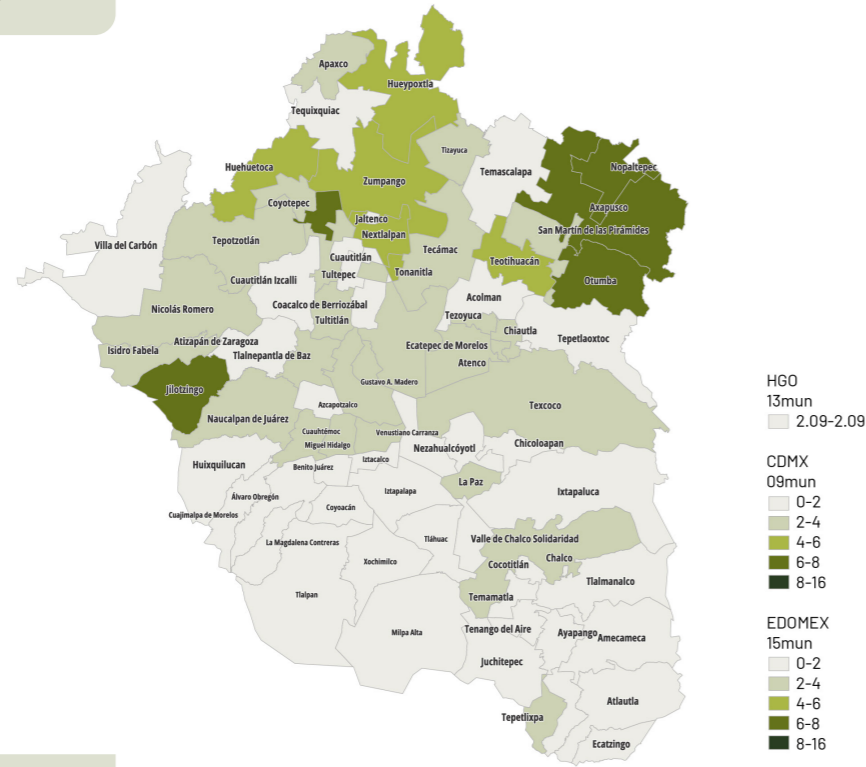 Apaxco
Hueypoxtla
Tequixquiac
Tizayuca
Temascalapa
Nopaltepec
Huehuetoca
Zumpango
Coyotepec
Axapusco
Jaltenco
San Martín de las Pirámides
Nextlalpan
Tepotzotlán
Villa del Carbón
Tecámac
Cuautitlán
Teotihuacán
Tultepec
Tonanitla
Cuautitlán Izcalli
Otumba
Acolman
Coacalco de Berriozábal
Nicolás Romero
Tezoyuca
Tultitlán
Chiautla
Tepetlaoxtoc
Atizapán de Zaragoza
Ecatepec de Morelos
Isidro Fabela
Tlalnepantla de Baz
Atenco
Gustavo A. Madero
Jilotzingo
Azcapotzalco
Texcoco
Naucalpan de Juárez
Cuauhtémoc
Venustiano Carranza
Miguel Hidalgo
Chicoloapan
Nezahualcóyotl
Iztacalco
Huixquilucan
Benito Juárez
La Paz
Iztapalapa
Ixtapaluca
Álvaro Obregón
Coyoacán
Cuajimalpa de Morelos
Tláhuac
Valle de Chalco Solidaridad
La Magdalena Contreras
Chalco
Xochimilco
Cocotitlán
Tlalmanalco
Tlalpan
Temamatla
Milpa Alta
Tenango del Aire
Ayapango
Amecameca
Juchitepec
Atlautla
Tepetlixpa
Ecatzingo
HGO
13mun
2.09-2.09
CDMX
09mun
0-2
2-4
4-6
6-8
8-16
EDOMEX
15mun
0-2
2-4
4-6
6-8
8-16